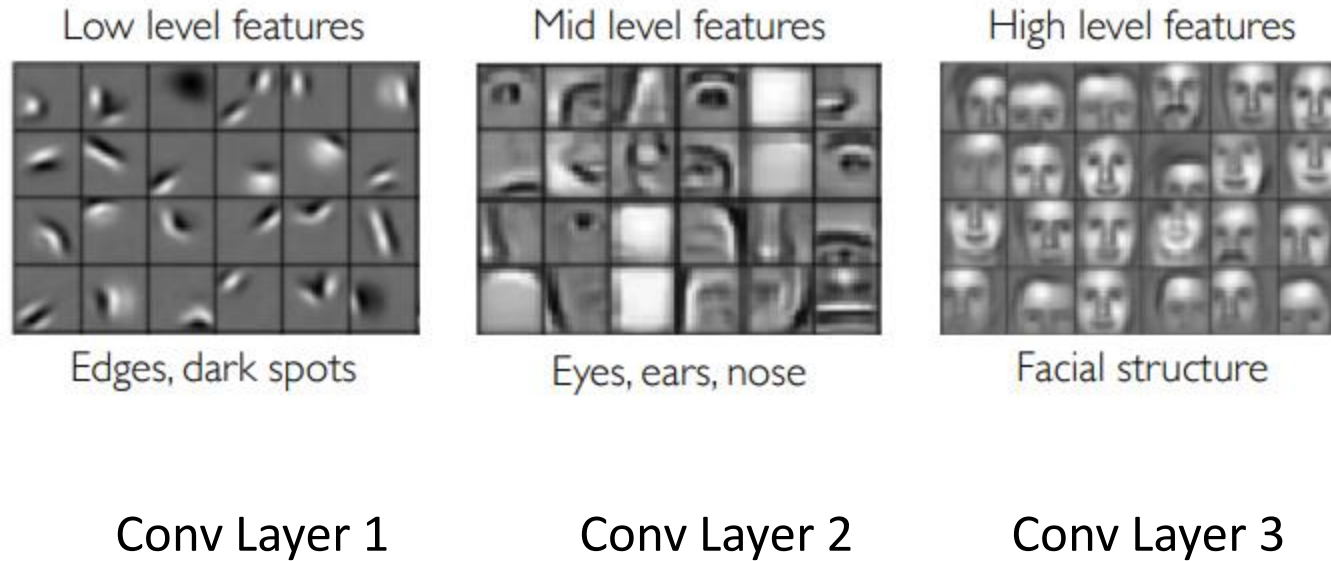 Low level features
Mid level features
High level features
Edges, dark spots
Eyes, ears, nose
Facial structure
Conv Layer 1
Conv Layer 2
Conv Layer 3